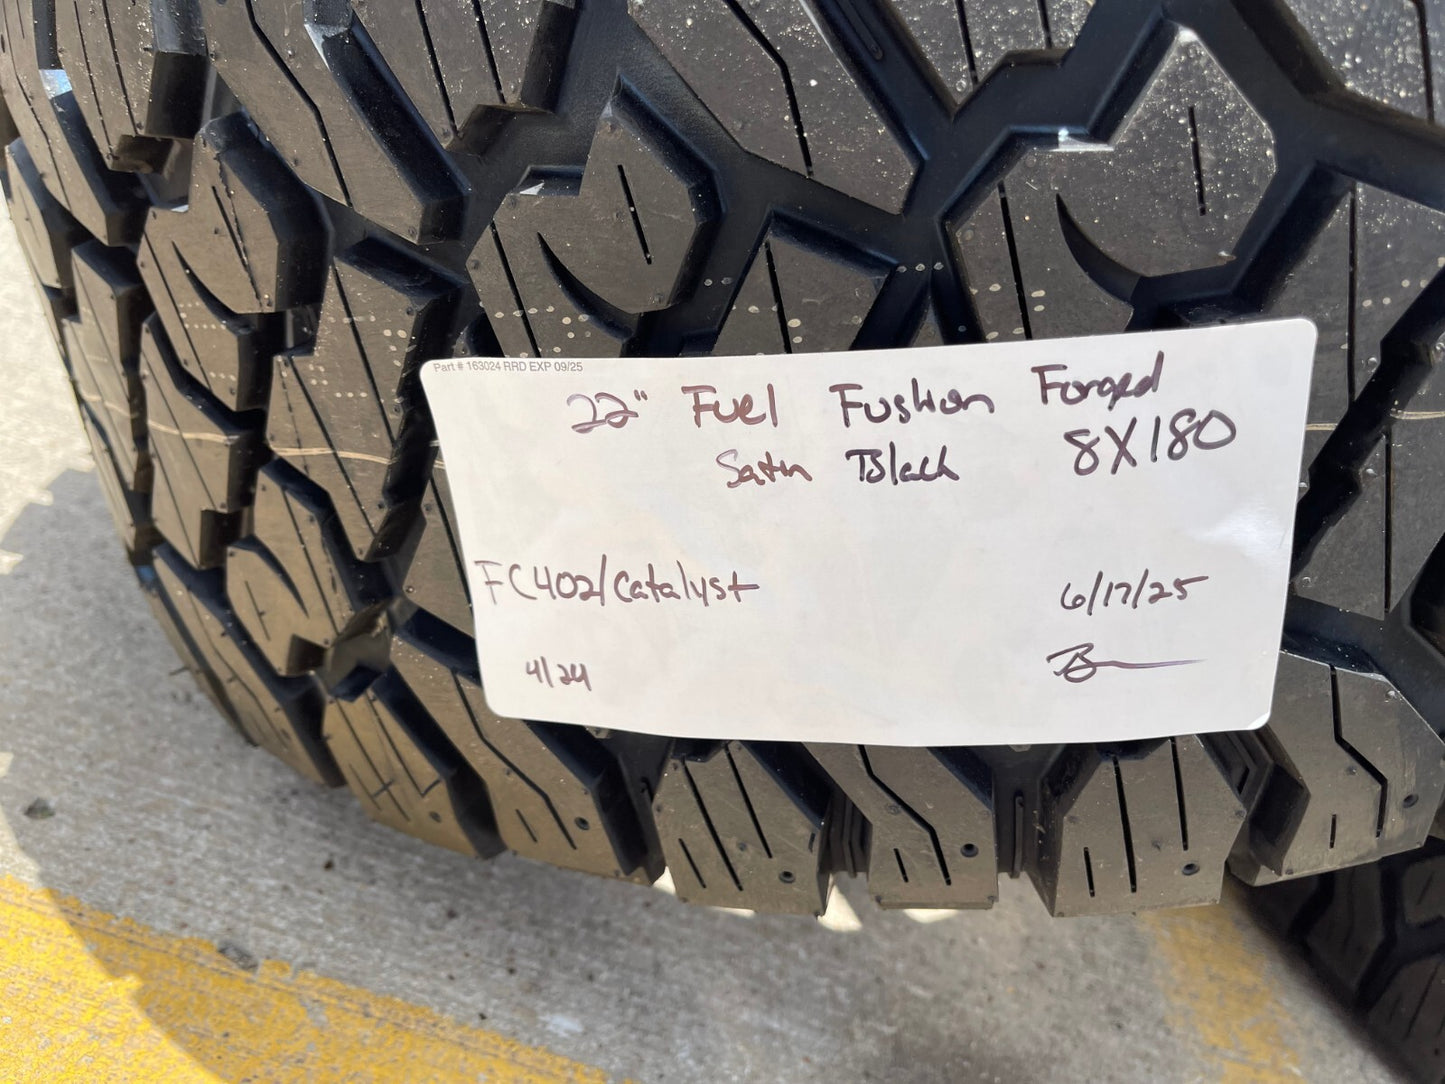 Part # 163024 RRD EXP 09/25
22" Fuel Fushon Forged
Satin Black 8X180
FC402/Catalyst
6/17/25
4/24